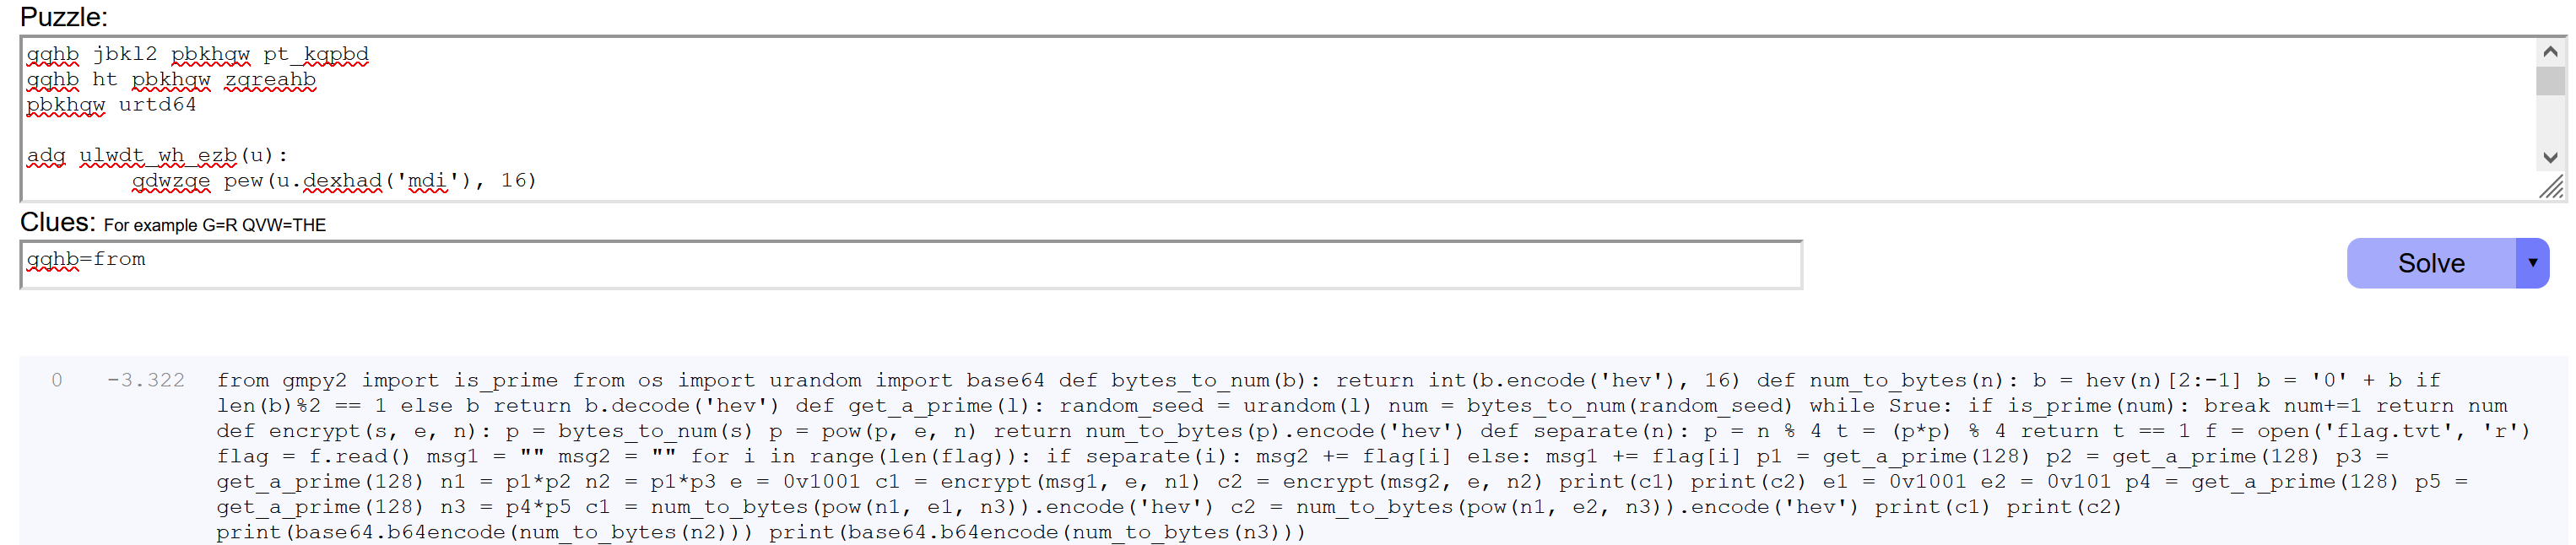 Puzzle:
gqhb jbkl2 pbkhqw pt_kqpbd
gqhb ht pbkhqw zqreahb
pbkhqw urtd64
adg ulwdt_wh_ezb(u):
qdwzqe pew(u.dexhad('mdi'), 16)
Clues: For example G=R QVW=THE
gqhb=from
Solve
0 -3.322 from gmpy2 import is_prime from os import urandom import base64 def bytes_to_num(b): return int(b.encode('hev'), 16) def num_to_bytes(n): b = hev(n)[2:-1] b = '0' + b if
len(b)%2 == 1 else b return b.decode('hev') def get_a_prime(l): random_seed = urandom(l) num = bytes_to_num(random_seed) while Srue: if is_prime(num): break num+=1 return num
def encrypt(s, e, n): p = bytes_to_num(s) p = pow(p, e, n) return num_to_bytes(p).encode('hev') def separate(n): p = n % 4 t = (p*p) % 4 return t == 1 f = open('flag.tvt', 'r')
flag = f.read() msg1 = "" msg2 = "" for i in range(len(flag)): if separate(i): msg2 += flag[i] else: msg1 += flag[i] p1 = get_a_prime(128) p2 = get_a_prime(128) p3 =
get_a_prime(128) n1 = p1*p2 n2 = p1*p3 e = 0v1001 c1 = encrypt(msg1, e, n1) c2 = encrypt(msg2, e, n2) print(c1) print(c2) e1 = 0v1001 e2 = 0v101 p4 = get_a_prime(128) p5 =
get_a_prime(128) n3 = p4*p5 c1 = num_to_bytes(pow(n1, e1, n3)).encode('hev') c2 = num_to_bytes(pow(n1, e2, n3)).encode('hev') print(c1) print(c2)
print(base64.b64encode(num_to_bytes(n2))) print(base64.b64encode(num_to_bytes(n3)))